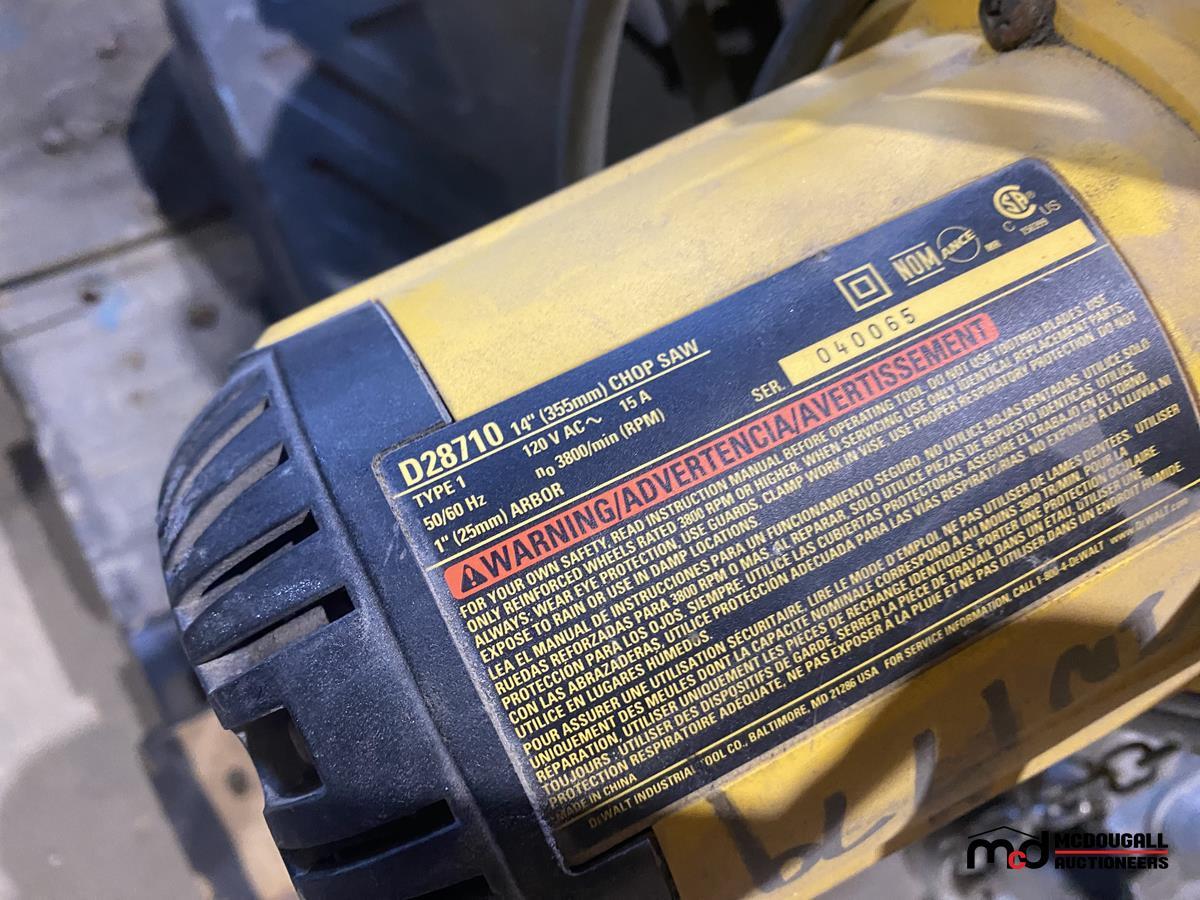 D28710 14" (355mm) CHOP SAW
TYPE 1 120 V AC~ 15 A
50/60 Hz n₀ 3800/min (RPM)
1" (25mm) ARBOR
SER. 040065
NOM
ANCE
CSA®
C US
⚠WARNING/ADVERTENCIA/AVERTISSEMENT
FOR YOUR OWN SAFETY, READ INSTRUCTION MANUAL BEFORE OPERATING TOOL. DO NOT USE TOOTHED BLADES. USE
ONLY REINFORCED WHEELS RATED 3800 RPM OR HIGHER. WHEN SERVICING USE ONLY IDENTICAL REPLACEMENT PARTS.
ALWAYS: WEAR EYE PROTECTION, USE GUARDS, CLAMP WORK IN VISE. USE PROPER RESPIRATORY PROTECTION. DO NOT
EXPOSE TO RAIN OR USE IN DAMP LOCATIONS.
LEA EL MANUAL DE INSTRUCCIONES PARA UN FUNCIONAMIENTO SEGURO. NO UTILICE HOJAS DENTADAS. UTILICE SOLO
RUEDAS REFORZADAS PARA 3800 RPM O MÁS. AL REPARAR, SOLO UTILICE PIEZAS DE REPUESTO IDÉNTICAS. UTILICE
PROTECCIÓN PARA LOS OJOS. SIEMPRE: UTILICE LAS CUBIERTAS PROTECTORAS. ASEGURE EL TRABAJO EN EL TORNO
CON LAS ABRAZADERAS. UTILICE PROTECCIÓN ADECUADA PARA LAS VÍAS RESPIRATORIAS. NO EXPONGA A LA LLUVIA NI
UTILICE EN LUGARES HÚMEDOS.
POUR ASSURER UNE UTILISATION SÉCURITAIRE, LIRE LE MODE D'EMPLOI. NE PAS UTILISER DE LAMES DENTÉES. UTILISER
UNIQUEMENT DES MEULES DONT LA CAPACITÉ NOMINALE CORRESPOND À AU MOINS 3800 TR/MIN. POUR LA
RÉPARATION, UTILISER UNIQUEMENT LES PIÈCES DE RECHANGE IDENTIQUES. PORTER UNE PROTECTION OCULAIRE
TOUJOURS : UTILISER DES DISPOSITIFS DE GARDE, SERRER LA PIÈCE DE TRAVAIL DANS UN ÉTAU, UTILISER UNE
PROTECTION RESPIRATOIRE ADÉQUATE, NE PAS EXPOSER À LA PLUIE ET NE PAS UTILISER DANS UN ENDROIT HUMIDE
MADE IN CHINA
DEWALT INDUSTRIAL TOOL CO., BALTIMORE, MD 21286 USA FOR SERVICE INFORMATION, CALL 1-800-4-DEWALT www.DEWALT.com
mcd MCDOUGALL
AUCTIONEERS